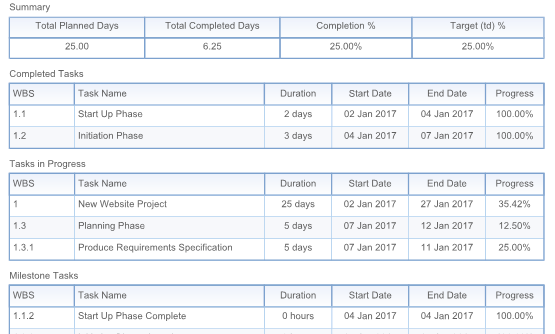 Summary
Total Planned Days Total Completed Days Completion % Target (td) %
25.00 6.25 25.00% 25.00%
Completed Tasks
WBS Task Name Duration Start Date End Date Progress
1.1 Start Up Phase 2 days 02 Jan 2017 04 Jan 2017 100.00%
1.2 Initiation Phase 3 days 04 Jan 2017 07 Jan 2017 100.00%
Tasks in Progress
WBS Task Name Duration Start Date End Date Progress
1 New Website Project 25 days 02 Jan 2017 27 Jan 2017 35.42%
1.3 Planning Phase 5 days 07 Jan 2017 12 Jan 2017 12.50%
1.3.1 Produce Requirements Specification 5 days 07 Jan 2017 11 Jan 2017 25.00%
Milestone Tasks
WBS Task Name Duration Start Date End Date Progress
1.1.2 Start Up Phase Complete 0 hours 04 Jan 2017 04 Jan 2017 100.00%